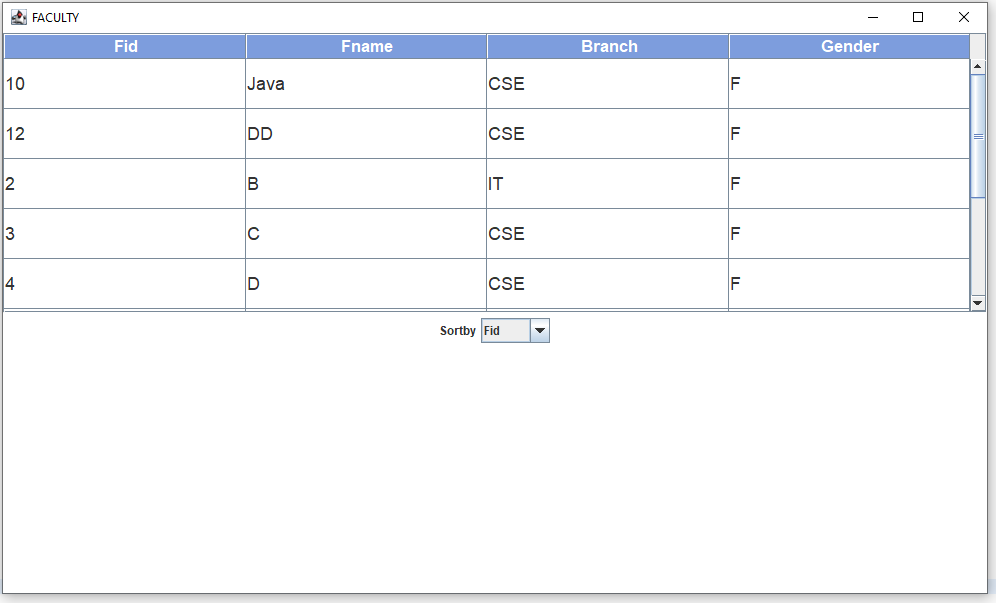 FACULTY
Fid Fname Branch Gender
10 Java CSE F
12 DD CSE F
2 B IT F
3 C CSE F
4 D CSE F
Sortby Fid